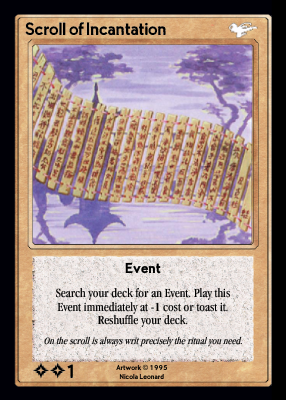 Scroll of Incantation
Event
Search your deck for an Event. Play this
Event immediately at -1 cost or toast it.
Reshuffle your deck.
On the scroll is always writ precisely the ritual you need.
1
Artwork © 1995
Nicola Leonard